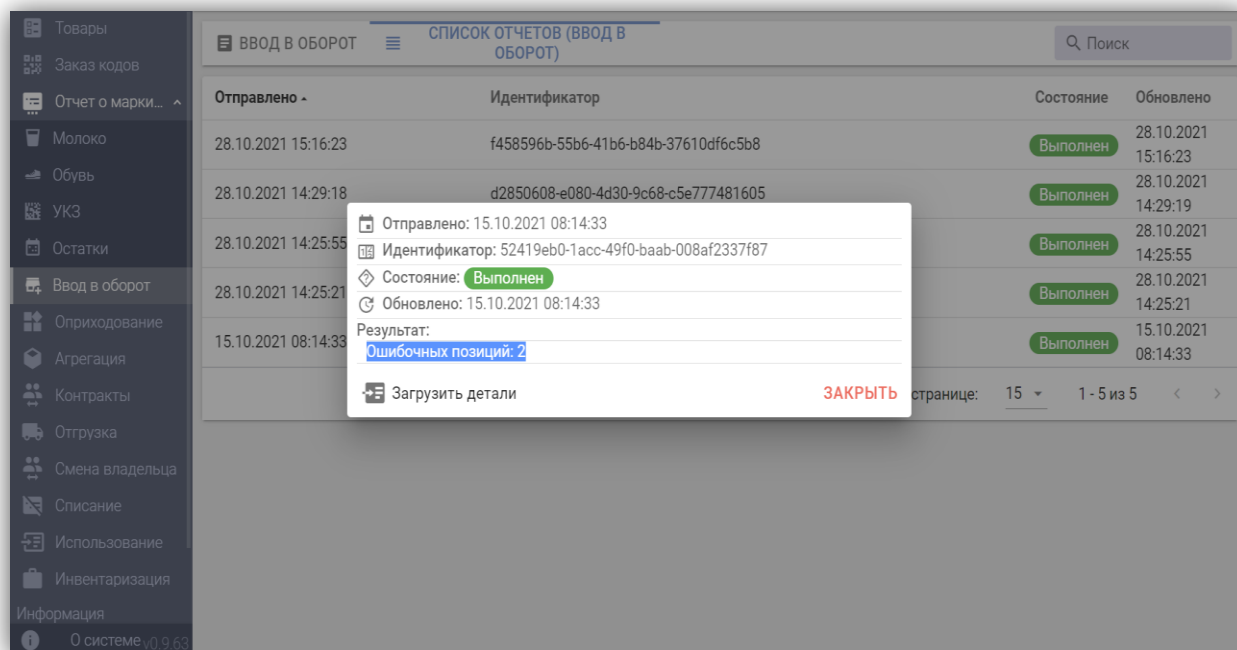 Товары
Заказ кодов
Отчет о марки...
Молоко
Обувь
УКЗ
Остатки
Ввод в оборот
Оприходование
Агрегация
Контракты
Отгрузка
Смена владельца
Списание
Использование
Инвентаризация
Информация
О системе v0.9.63
ВВОД В ОБОРОТ
СПИСОК ОТЧЕТОВ (ВВОД В
ОБОРОТ)
Поиск
Отправлено Идентификатор Состояние Обновлено
28.10.2021 15:16:23 f458596b-55b6-41b6-b84b-37610df6c5b8 Выполнен 28.10.2021
15:16:23
28.10.2021 14:29:18 d2850608-e080-4d30-9c68-c5e777481605 Выполнен 28.10.2021
14:29:19
28.10.2021 14:25:55 Выполнен 28.10.2021
14:25:55
28.10.2021 14:25:21 Выполнен 28.10.2021
14:25:21
15.10.2021 08:14:33 Выполнен 15.10.2021
08:14:33
странице: 15 1 - 5 из 5
Отправлено: 15.10.2021 08:14:33
Идентификатор: 52419eb0-1acc-49f0-baab-008af2337f87
Состояние: Выполнен
Обновлено: 15.10.2021 08:14:33
Результат:
Ошибочных позиций: 2
Загрузить детали
ЗАКРЫТЬ